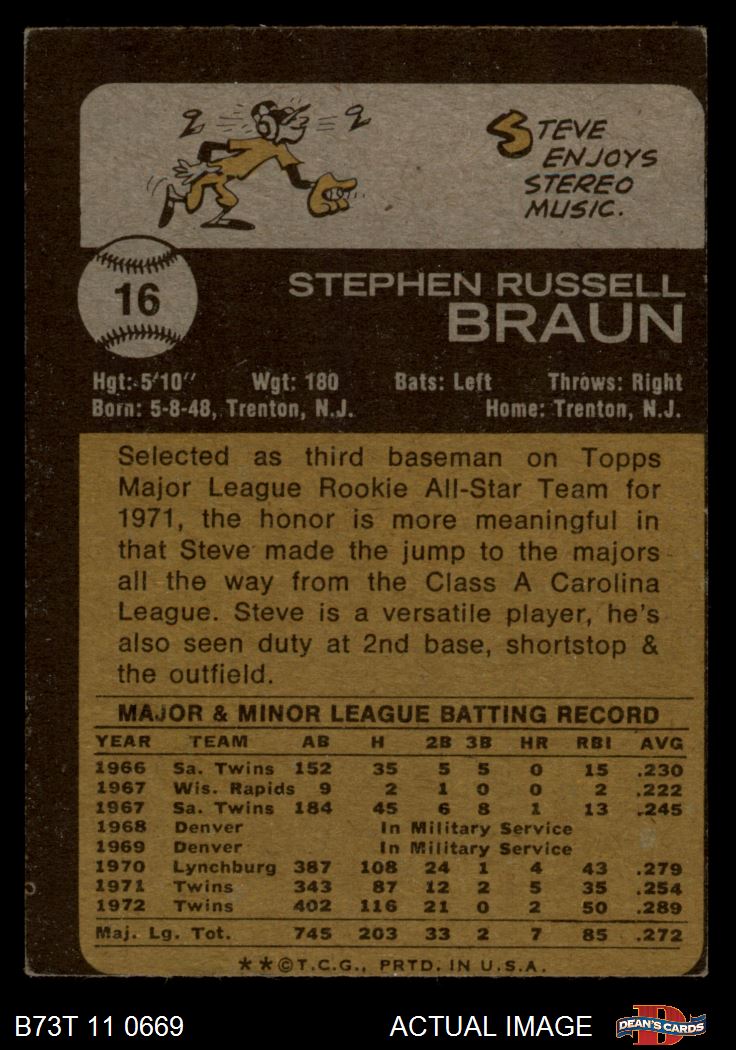 STEVE
ENJOYS
STEREO
MUSIC.
16
STEPHEN RUSSELL
BRAUN
Hgt: 5'10" Wgt: 180 Bats: Left Throws: Right
Born: 5-8-48, Trenton, N.J. Home: Trenton, N.J.
Selected as third baseman on Topps
Major League Rookie All-Star Team for
1971, the honor is more meaningful in
that Steve made the jump to the majors
all the way from the Class A Carolina
League. Steve is a versatile player, he's
also seen duty at 2nd base, shortstop &
the outfield.
MAJOR & MINOR LEAGUE BATTING RECORD
YEAR TEAM AB H 2B 3B HR RBI AVG
1966 Sa. Twins 152 35 5 5 0 15 .230
1967 Wis. Rapids 9 2 1 0 0 2 .222
1967 Sa. Twins 184 45 6 8 1 13 .245
1968 Denver In Military Service
1969 Denver In Military Service
1970 Lynchburg 387 108 24 1 4 43 .279
1971 Twins 343 87 12 2 5 35 .254
1972 Twins 402 116 21 0 2 50 .289
Maj. Lg. Tot. 745 203 33 2 7 85 .272
**©T.C.G., PRTD. IN U.S.A.
B73T 11 0669 ACTUAL IMAGE DEAN'S CARDS